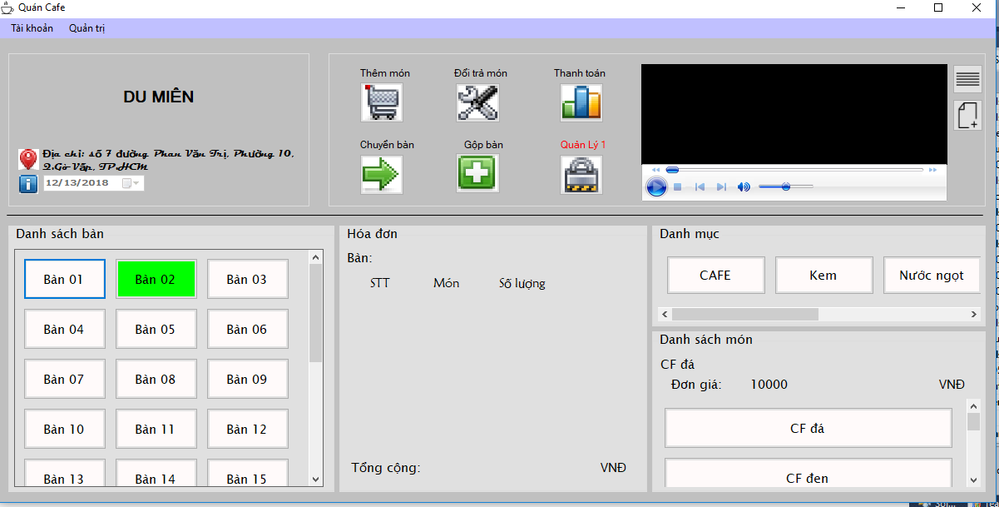 Quán Cafe
Tài khoản Quản trị
DU MIÊN
Địa chỉ: số 7 đường Phan Văn Trị, Phường 10,
Q.Gò Vấp, TP.HCM
12/13/2018
Thêm món Đổi trả món Thanh toán
Chuyển bàn Gộp bàn Quản Lý 1
Danh sách bàn
Bàn 01 Bàn 02 Bàn 03
Bàn 04 Bàn 05 Bàn 06
Bàn 07 Bàn 08 Bàn 09
Bàn 10 Bàn 11 Bàn 12
Bàn 13 Bàn 14 Bàn 15
Hóa đơn
Bàn:
STT Món Số lượng
Tổng cộng: VNĐ
Danh mục
CAFE Kem Nước ngọt
Danh sách món
CF đá
Đơn giá: 10000 VNĐ
CF đá
CF đen